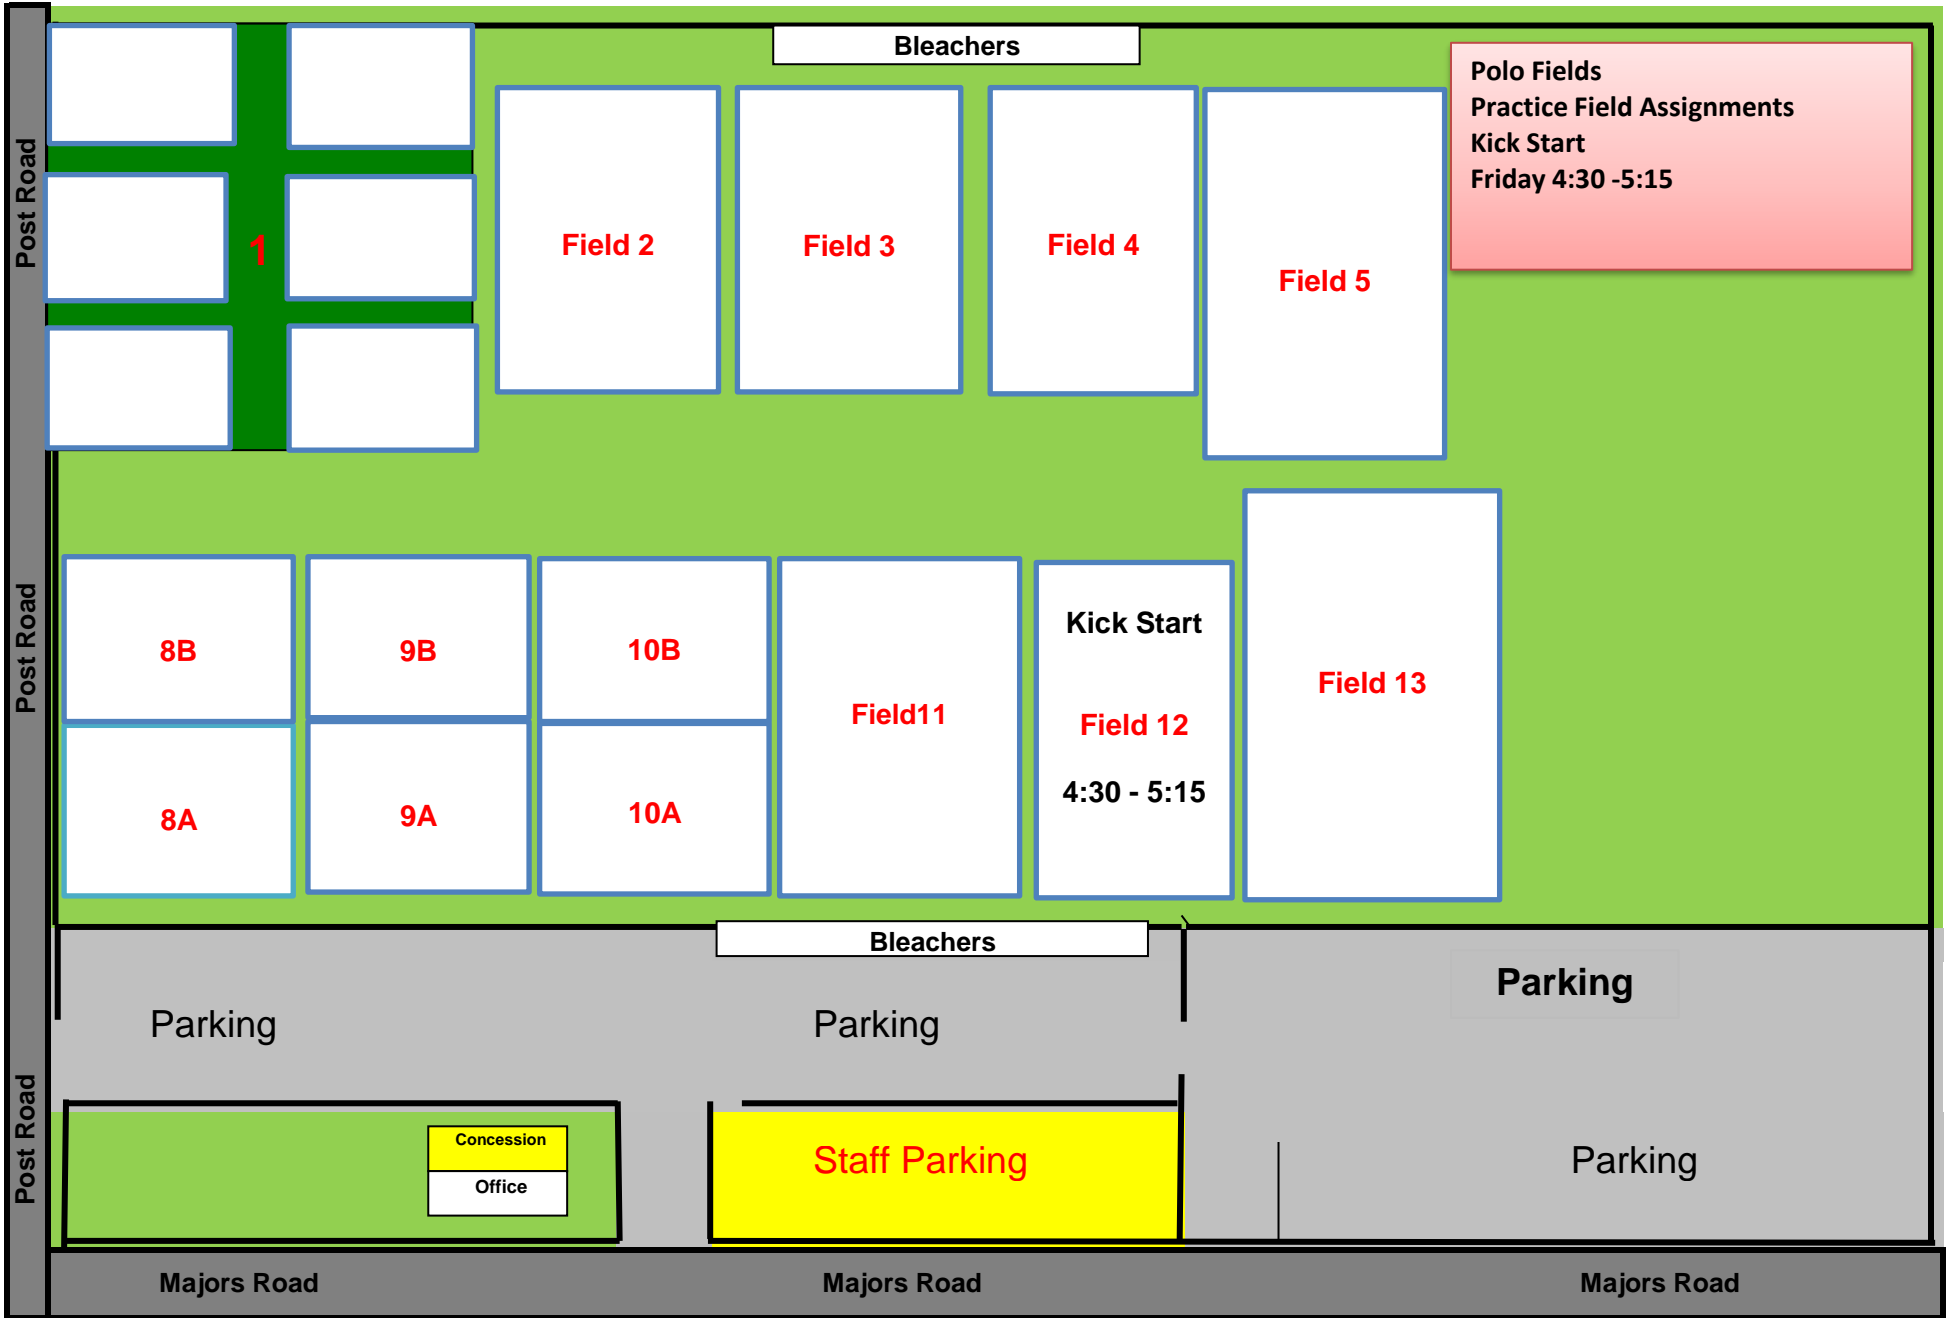 Bleachers
Polo Fields
Practice Field Assignments
Kick Start
Friday 4:30 -5:15
Post Road
1
Field 2
Field 3
Field 4
Field 5
Post Road
8B
9B
10B
Field11
Kick Start
Field 12
4:30 - 5:15
Field 13
8A
9A
10A
Bleachers
Parking
Parking
Parking
Post Road
Concession
Office
Staff Parking
Parking
Majors Road
Majors Road
Majors Road